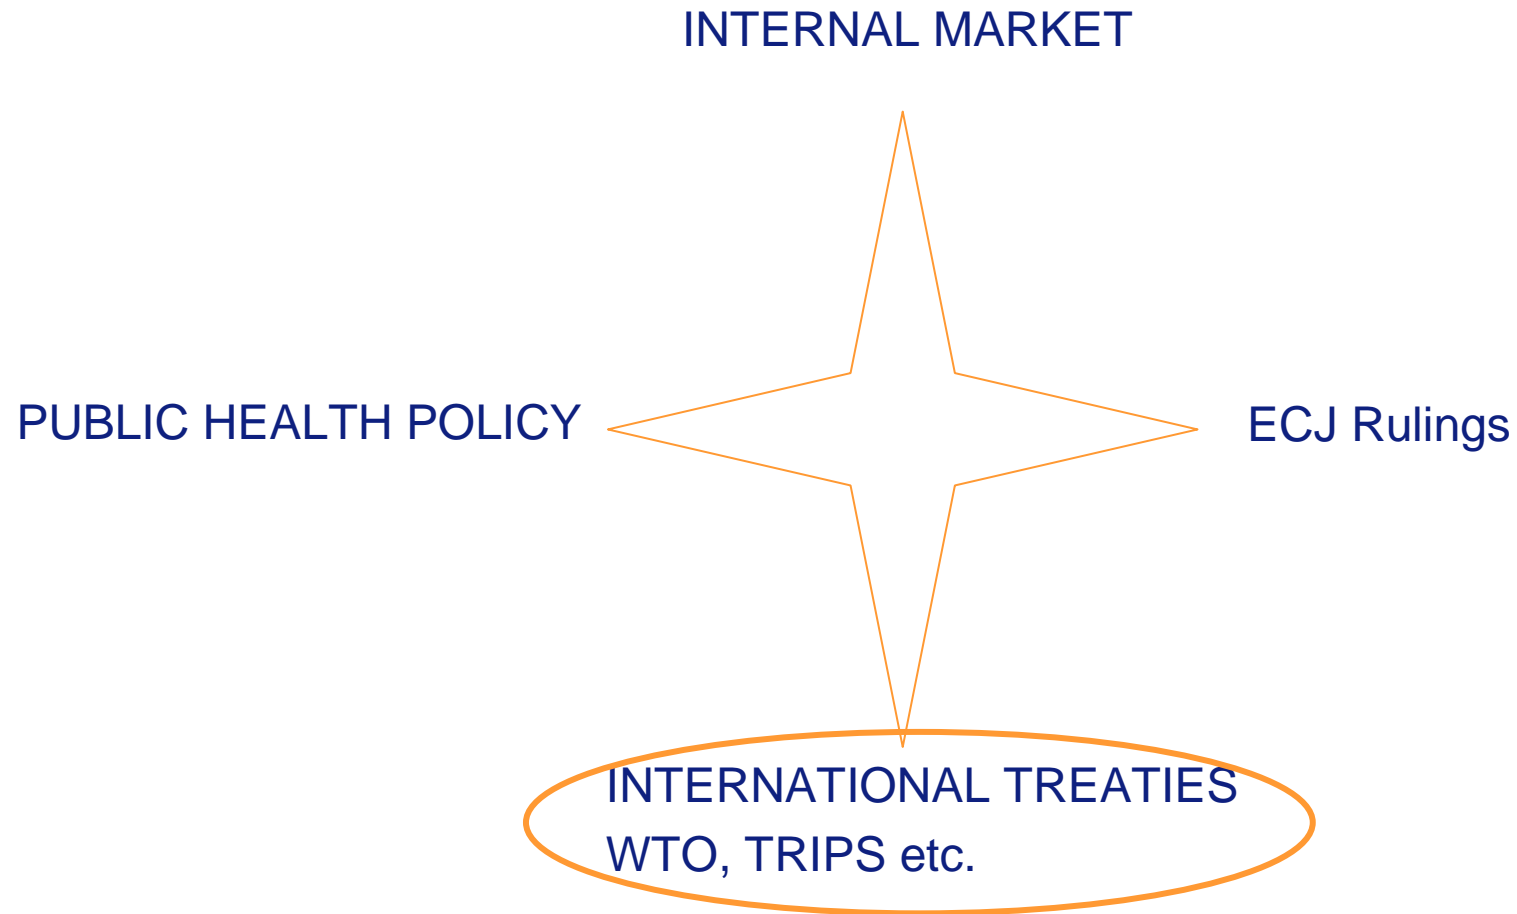 INTERNAL MARKET
PUBLIC HEALTH POLICY
ECJ Rulings
INTERNATIONAL TREATIES
WTO, TRIPS etc.